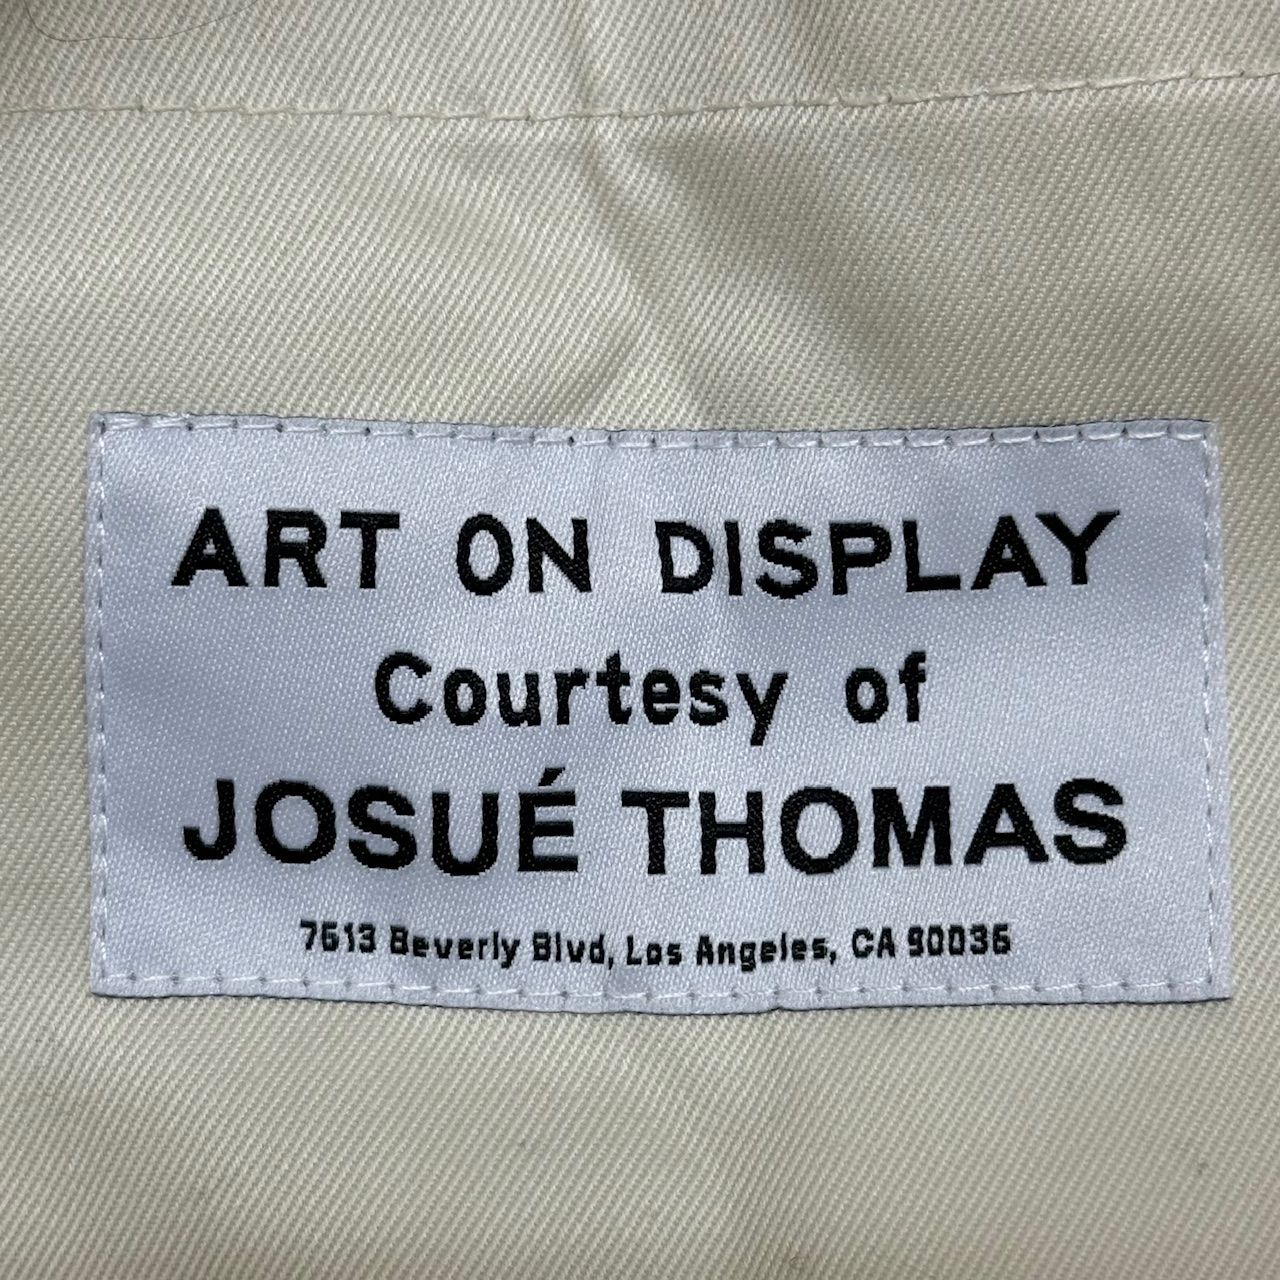 ART ON DISPLAY
Courtesy of
JOSUÉ THOMAS
7613 Beverly Blvd, Los Angeles, CA 90036